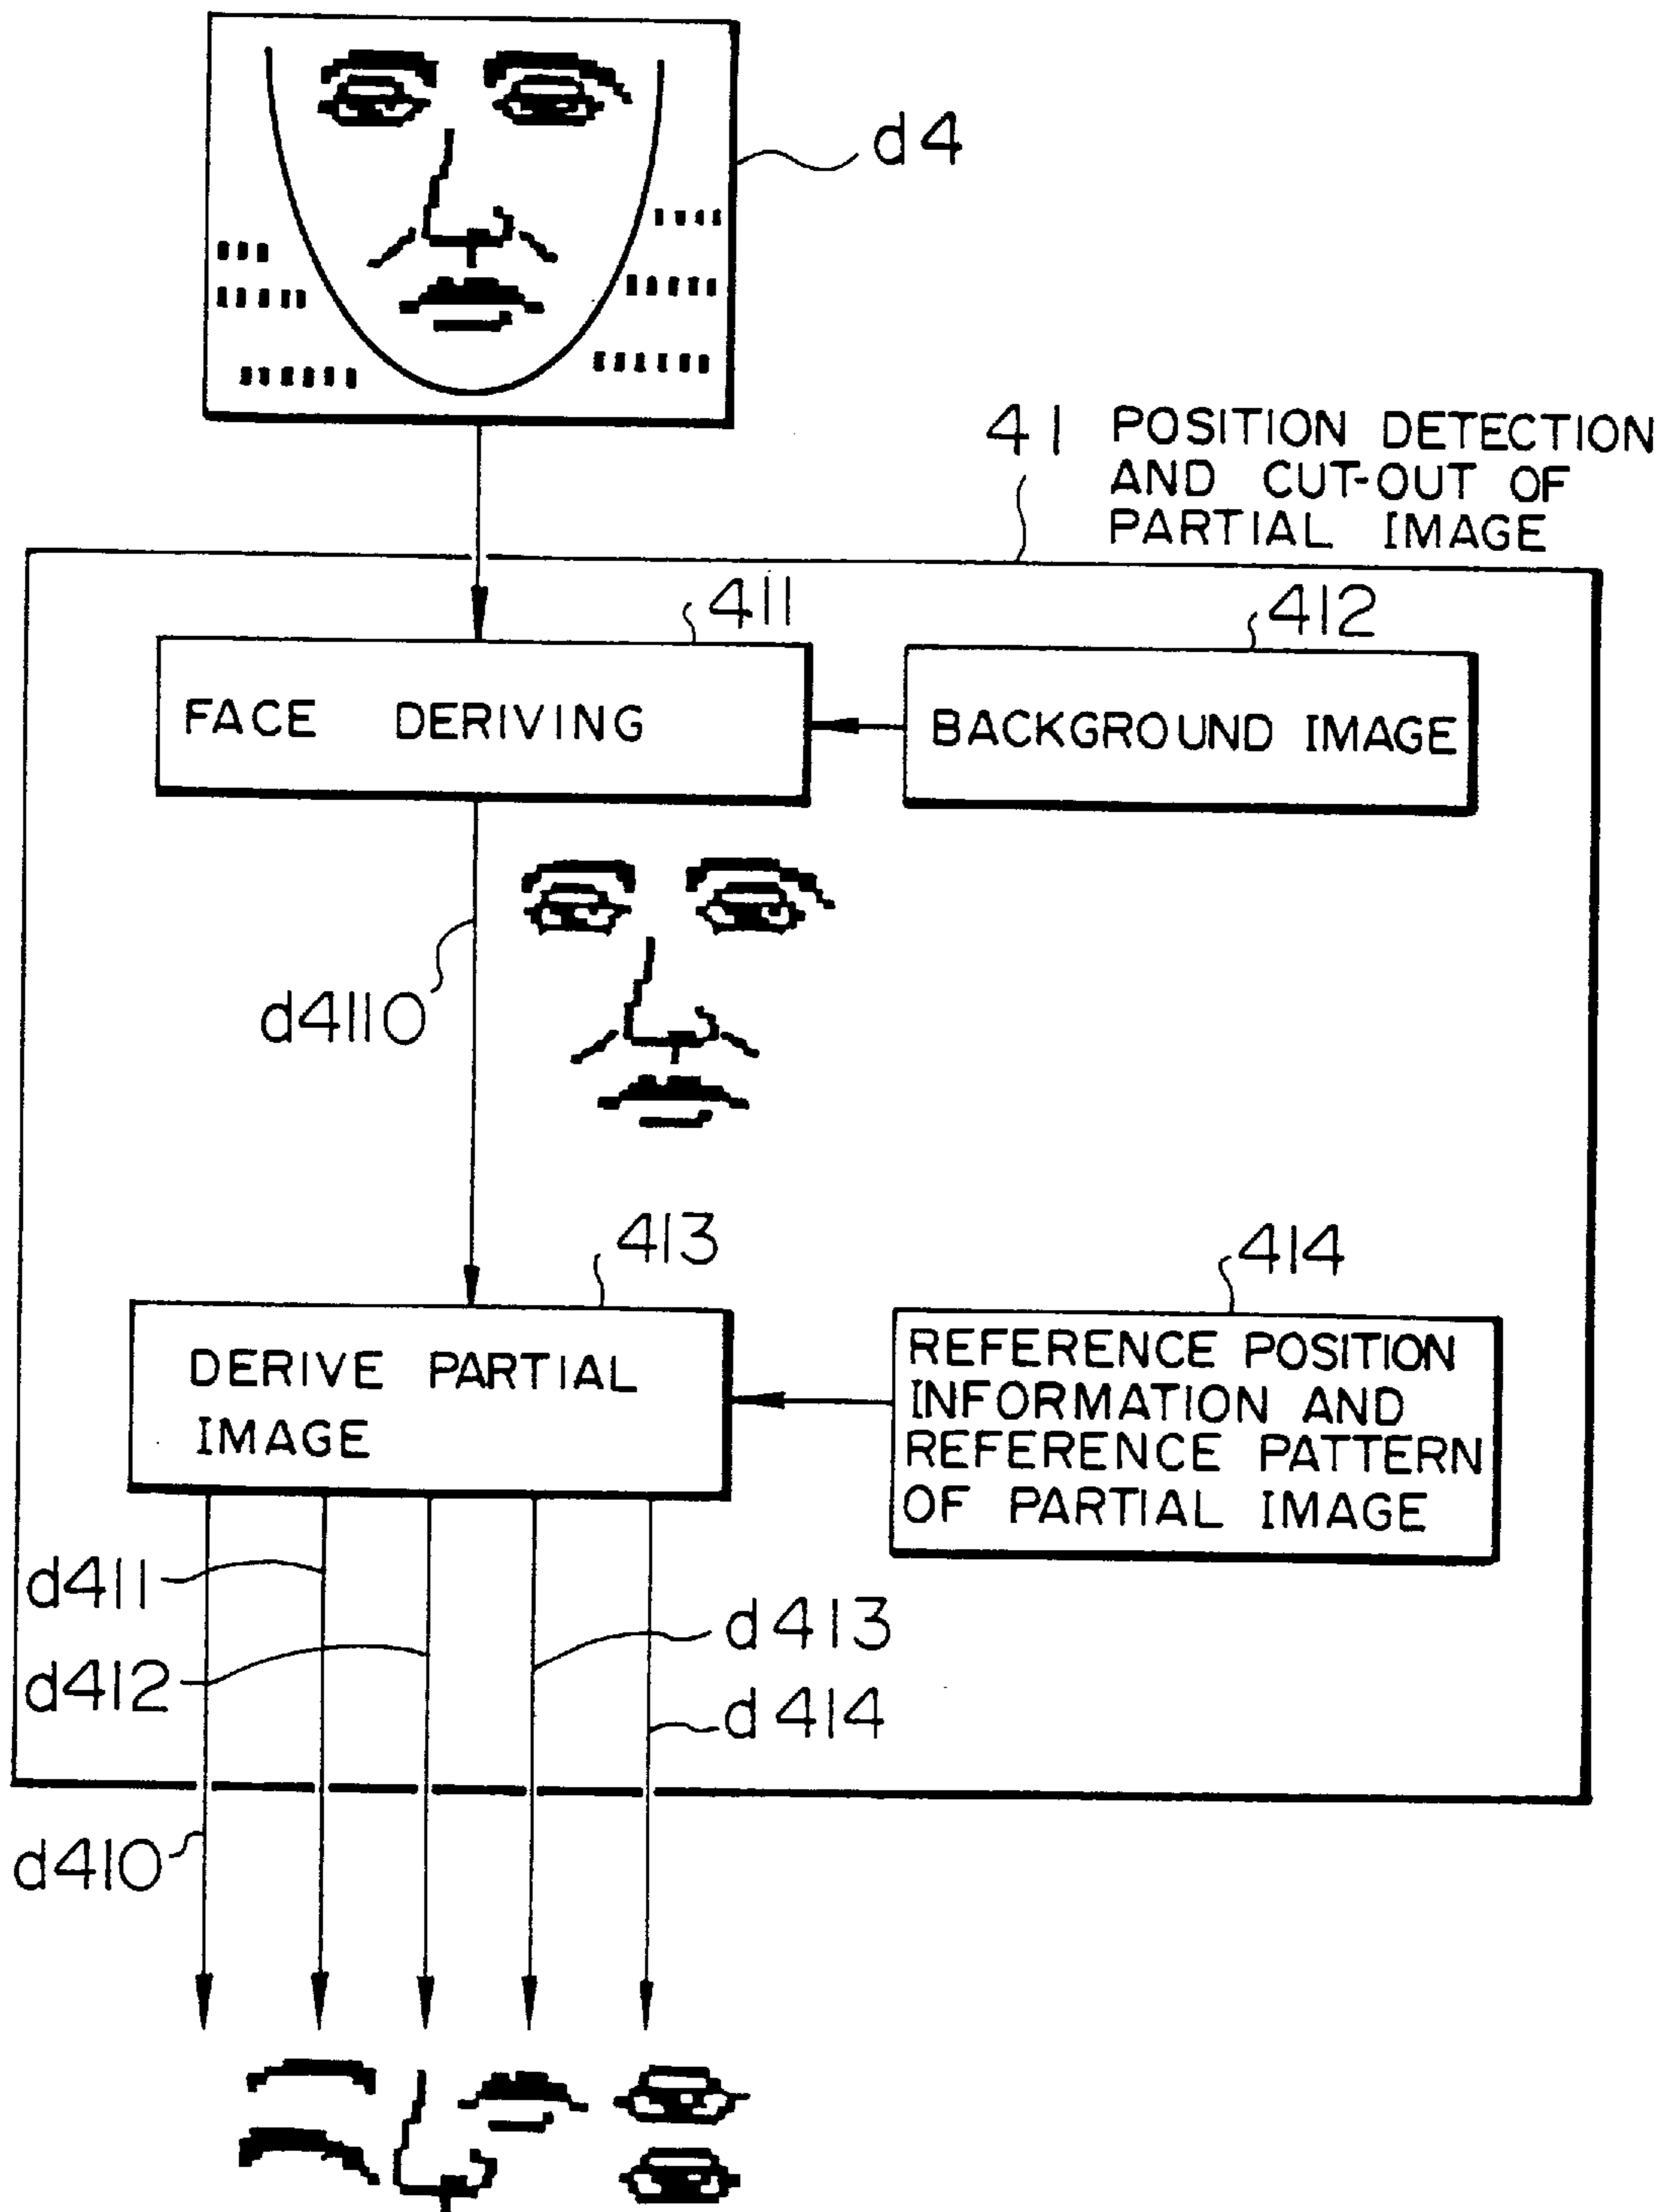 d4
41 POSITION DETECTION
AND CUT-OUT OF
PARTIAL IMAGE
411
412
FACE DERIVING
BACKGROUND IMAGE
d4110
413
414
DERIVE PARTIAL
IMAGE
REFERENCE POSITION
INFORMATION AND
REFERENCE PATTERN
OF PARTIAL IMAGE
d411
d413
d412
d414
d410